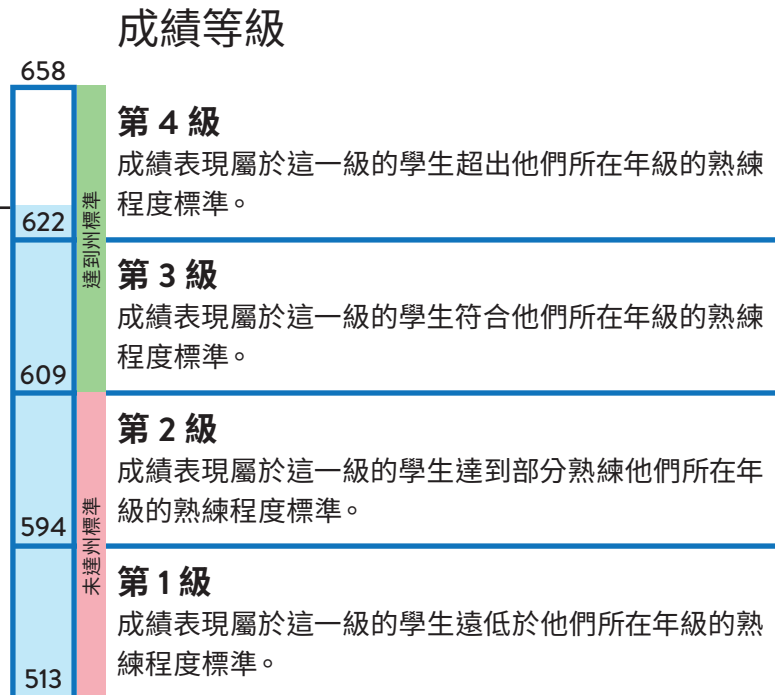 成績等級
658
第 4 級
成績表現屬於這一級的學生超出他們所在年級的熟練
程度標準。
622
達到州標準
第 3 級
成績表現屬於這一級的學生符合他們所在年級的熟練
程度標準。
609
第 2 級
成績表現屬於這一級的學生達到部分熟練他們所在年
級的熟練程度標準。
594
未達州標準
第 1 級
成績表現屬於這一級的學生遠低於他們所在年級的熟
練程度標準。
513